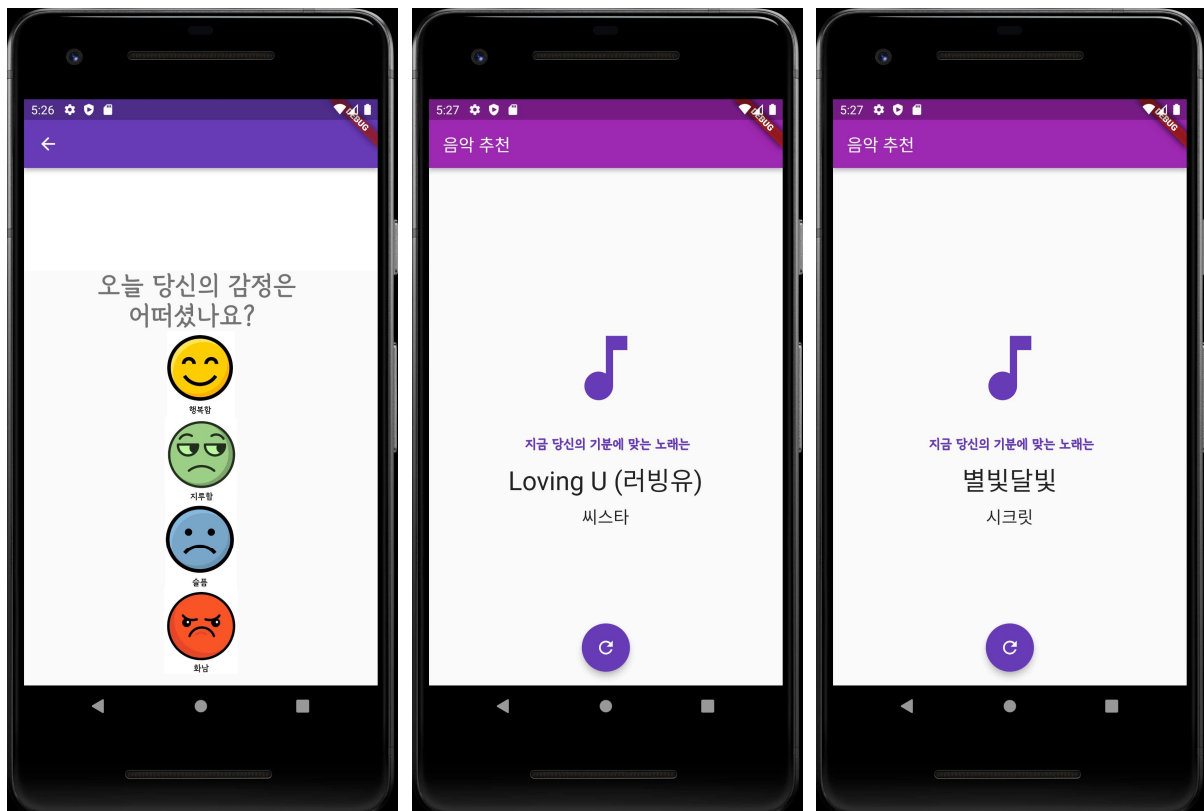 5:26
DEBUG
오늘 당신의 감정은
어떠셨나요?
행복함
지루함
슬픔
화남
5:27
DEBUG
음악 추천
지금 당신의 기분에 맞는 노래는
Loving U (러빙유)
씨스타
5:27
DEBUG
음악 추천
지금 당신의 기분에 맞는 노래는
별빛달빛
시크릿